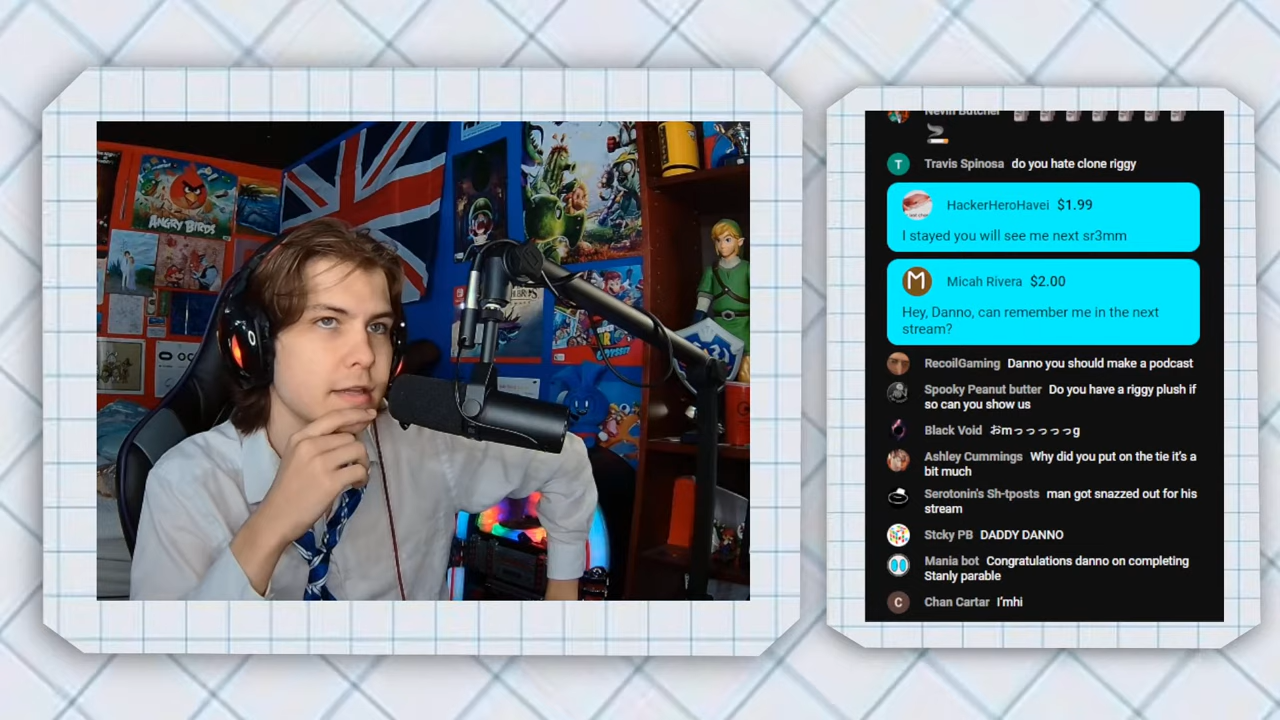 ANGRY BIRDS
Nevin Butcher
Travis Spinosa do you hate clone riggy
HackerHeroHavei $1.99
I stayed you will see me next sr3mm
Micah Rivera $2.00
Hey, Danno, can remember me in the next
stream?
RecoilGaming Danno you should make a podcast
Spooky Peanut butter Do you have a riggy plush if
so can you show us
Black Void おmっっっっっg
Ashley Cummings Why did you put on the tie it's a
bit much
Serotonin's Sh-tposts man got snazzed out for his
stream
Stcky PB DADDY DANNO
Mania bot Congratulations danno on completing
Stanly parable
C Chan Cartar I'mhi